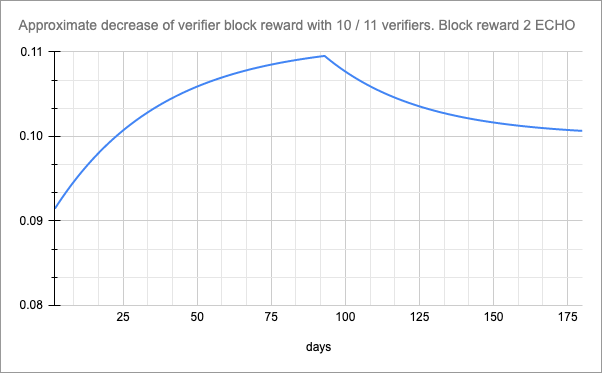 Approximate decrease of verifier block reward with 10 / 11 verifiers. Block reward 2 ECHO
0.11
0.10
0.09
0.08
25 50 75 100 125 150 175
days